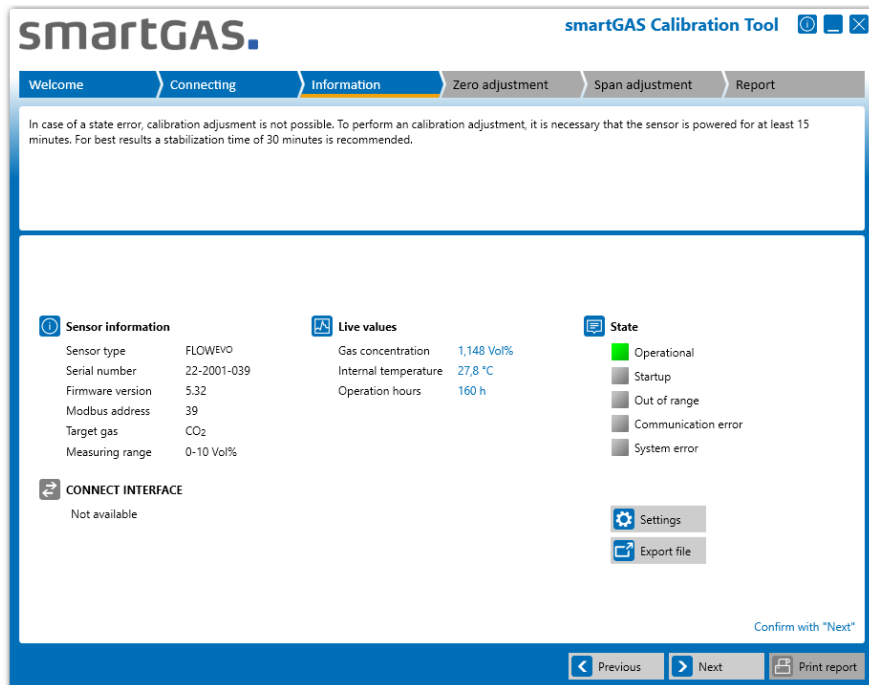 smartGAS.
smartGAS Calibration Tool
Welcome
Connecting
Information
Zero adjustment
Span adjustment
Report
In case of a state error, calibration adjusment is not possible. To perform an calibration adjustment, it is necessary that the sensor is powered for at least 15
minutes. For best results a stabilization time of 30 minutes is recommended.
Sensor information
Sensor type FLOWEVO
Serial number 22-2001-039
Firmware version 5.32
Modbus address 39
Target gas CO2
Measuring range 0-10 Vol%
CONNECT INTERFACE
Not available
Live values
Gas concentration 1,148 Vol%
Internal temperature 27,8 °C
Operation hours 160 h
State
Operational
Startup
Out of range
Communication error
System error
Settings
Export file
Confirm with "Next"
Previous
Next
Print report